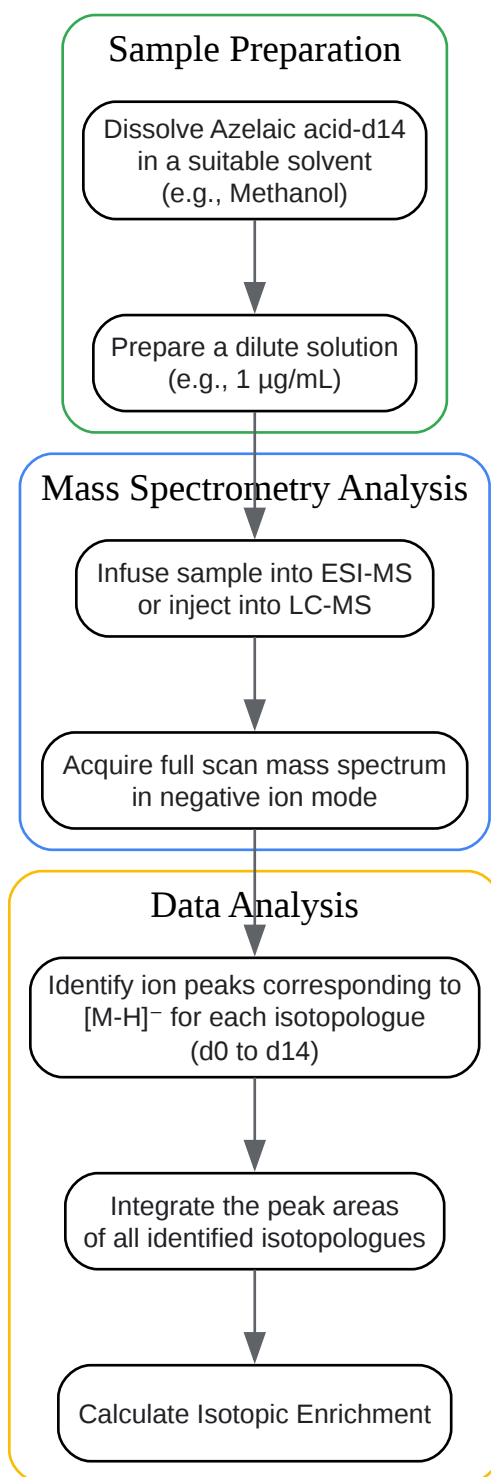 Sample Preparation
Dissolve Azelaic acid-d14
in a suitable solvent
(e.g., Methanol)
Prepare a dilute solution
(e.g., 1 µg/mL)
Mass Spectrometry Analysis
Infuse sample into ESI-MS
or inject into LC-MS
Acquire full scan mass spectrum
in negative ion mode
Data Analysis
Identify ion peaks corresponding to
[M-H]⁻ for each isotopologue
(d0 to d14)
Integrate the peak areas
of all identified isotopologues
Calculate Isotopic Enrichment